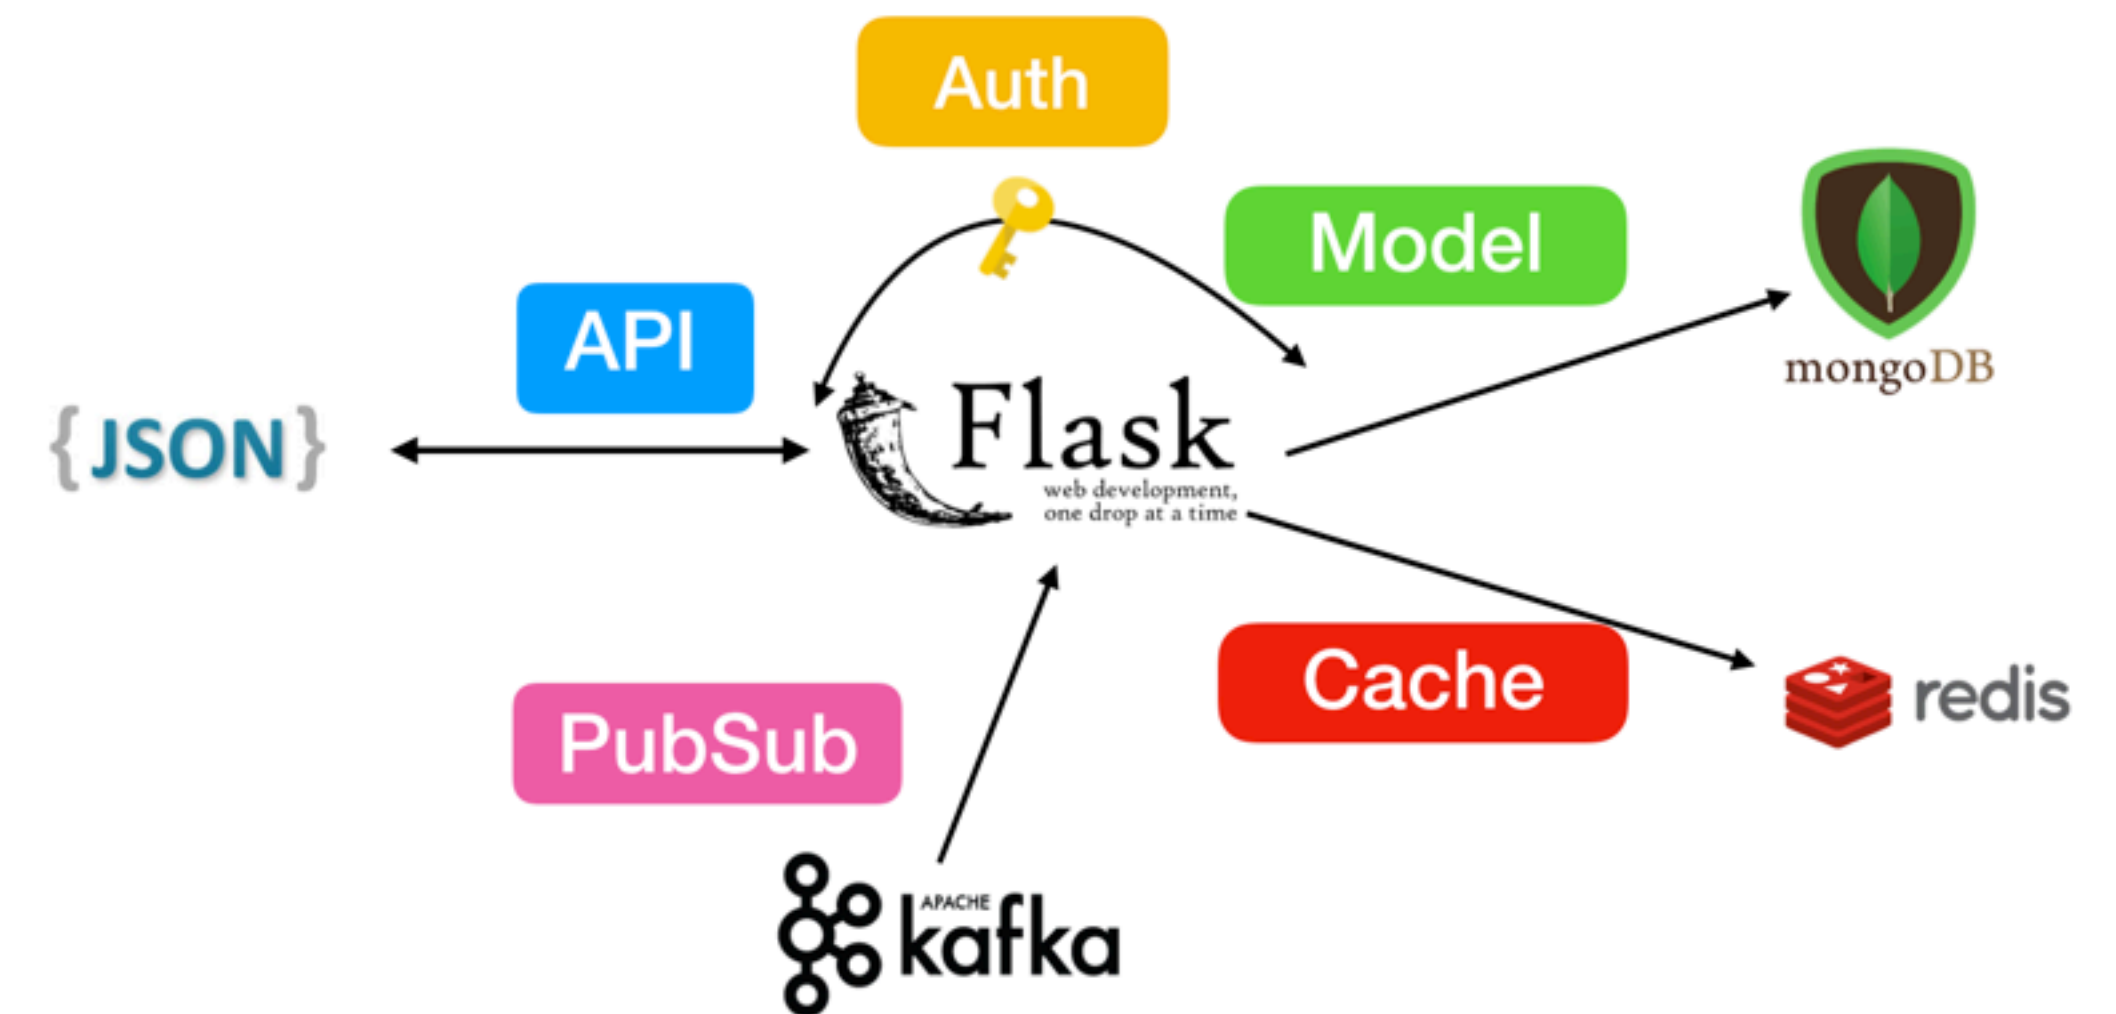 Auth
Model
API
mongoDB
{JSON}
Flask
web development,
one drop at a time
Cache
redis
PubSub
APACHE
kafka